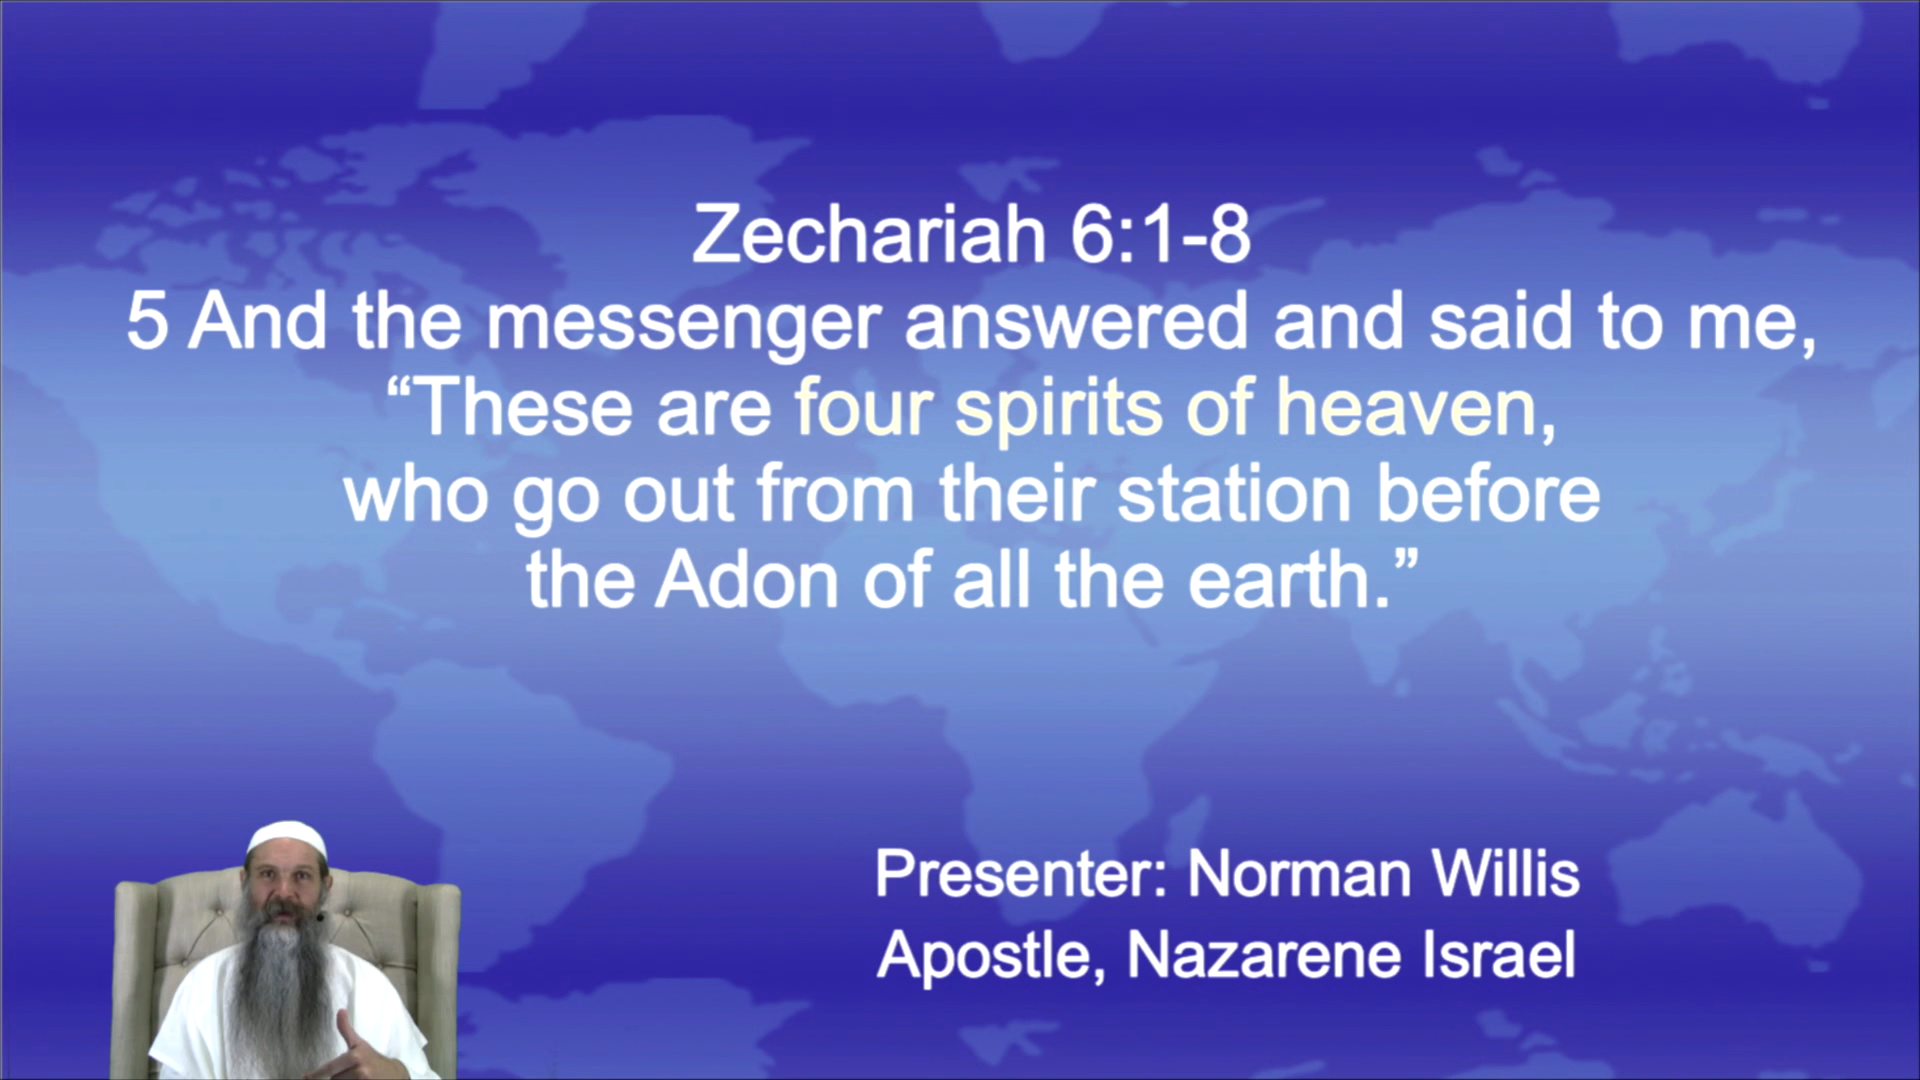 Zechariah 6:1-8
5 And the messenger answered and said to me,
“These are four spirits of heaven,
who go out from their station before
the Adon of all the earth.”
Presenter: Norman Willis
Apostle, Nazarene Israel